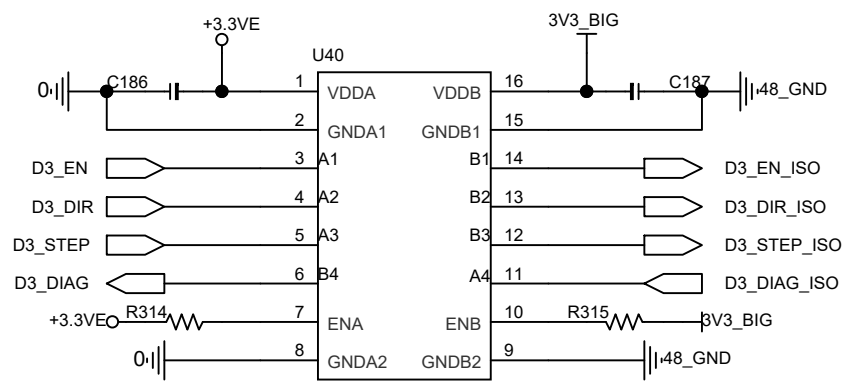 +3.3VE 3V3_BIG
U40
0 C186 1 VDDA VDDB 16 C187 48_GND
2 GNDA1 GNDB1 15
D3_EN 3 A1 B1 14 D3_EN_ISO
D3_DIR 4 A2 B2 13 D3_DIR_ISO
D3_STEP 5 A3 B3 12 D3_STEP_ISO
D3_DIAG 6 B4 A4 11 D3_DIAG_ISO
+3.3VE R314 7 ENA ENB 10 R315 3V3_BIG
0 8 GNDA2 GNDB2 9 48_GND